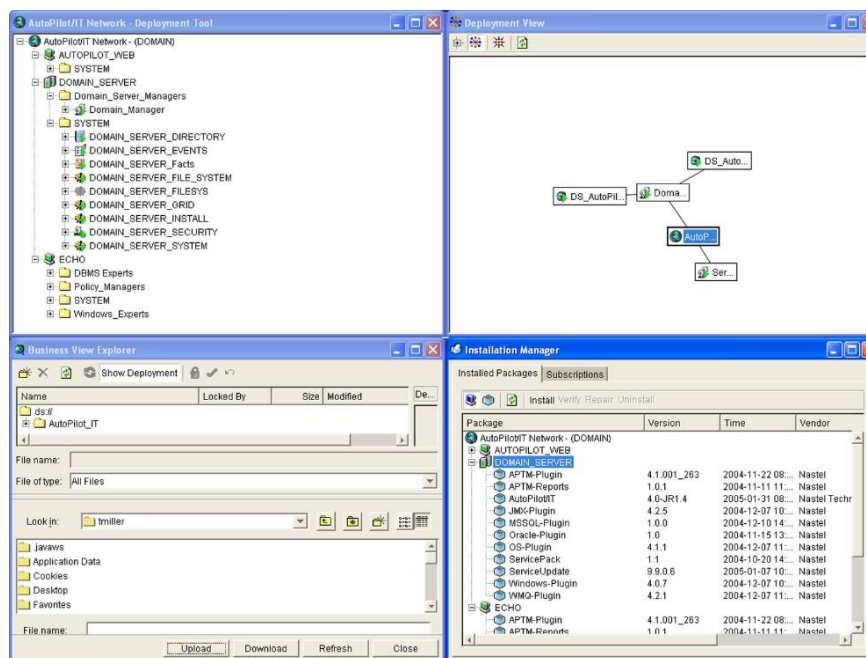 AutoPilot/IT Network - Deployment Tool
AutoPilot/IT Network - (DOMAIN)
AUTOPILOT_WEB
SYSTEM
DOMAIN_SERVER
Domain_Server_Managers
Domain_Manager
SYSTEM
DOMAIN_SERVER_DIRECTORY
DOMAIN_SERVER_EVENTS
DOMAIN_SERVER_Facts
DOMAIN_SERVER_FILE_SYSTEM
DOMAIN_SERVER_FILESYS
DOMAIN_SERVER_GRID
DOMAIN_SERVER_INSTALL
DOMAIN_SERVER_SECURITY
DOMAIN_SERVER_SYSTEM
ECHO
DBMS Experts
Policy_Managers
SYSTEM
Windows_Experts
Deployment View
DS_Auto...
DS_AutoPil...
Doma...
AutoP...
Ser...
Business View Explorer
Show Deployment
Name Locked By Size Modified De...
ds://
AutoPilot_IT
File name:
File of type: All Files
Look in: tmiller
.javaws
Application Data
Cookies
Desktop
Favorites
File name:
Upload Download Refresh Close
Installation Manager
Installed Packages Subscriptions
Install Verify Repair Uninstall
Package Version Time Vendor
AutoPilot/IT Network - (DOMAIN)
AUTOPILOT_WEB
DOMAIN_SERVER
APTM-Plugin 4.1.001_263 2004-11-22 08:... Nastel
APTM-Reports 1.0.1 2004-11-11 11:... Nastel
AutoPilot/IT 4.0-JR1.4 2005-01-31 08:... Nastel Techr
JMX-Plugin 4.2.5 2004-12-07 10:... Nastel
MSSQL-Plugin 1.0.0 2004-12-10 14:... Nastel
Oracle-Plugin 1.0 2004-11-15 13:... Nastel
OS-Plugin 4.1.1 2004-12-07 11:... Nastel
ServicePack 1.1 2004-10-20 14:... Nastel
ServiceUpdate 9.9.0.6 2005-01-07 10:... Nastel
Windows-Plugin 4.0.7 2004-12-07 10:... Nastel
WMQ-Plugin 4.2.1 2004-12-07 11:... Nastel
ECHO
APTM-Plugin 4.1.001_263 2004-11-22 08:... Nastel
APTM-Reports 1.0.1 2004-11-11 11:... Nastel